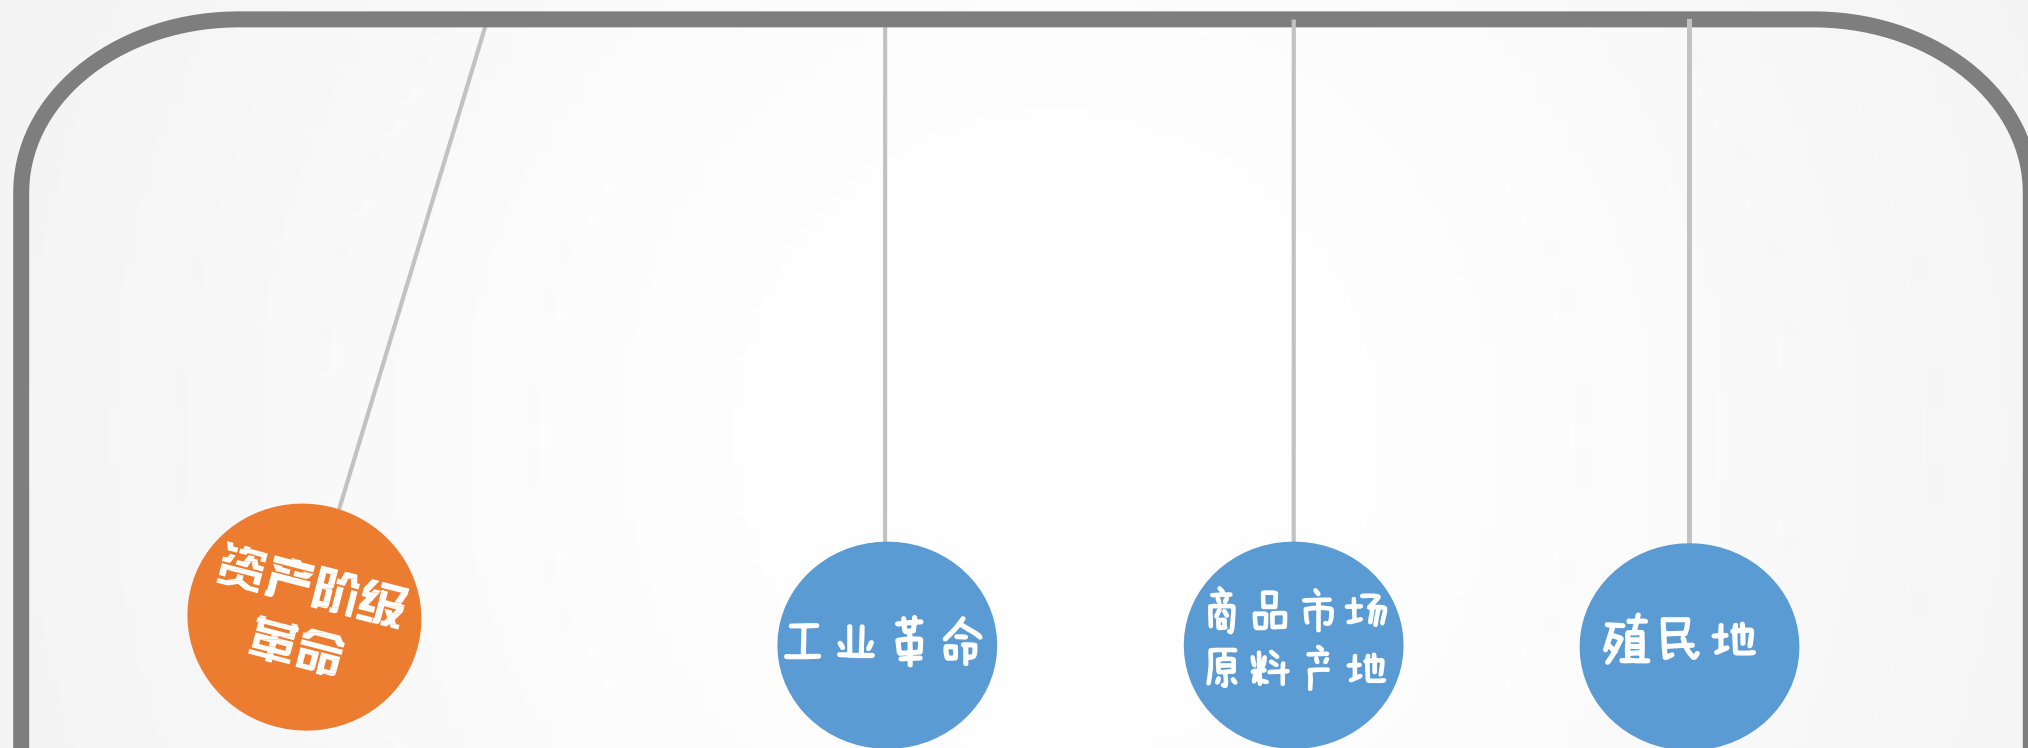 资产阶级
革命
工业革命
商品市场
原料产地
殖民地